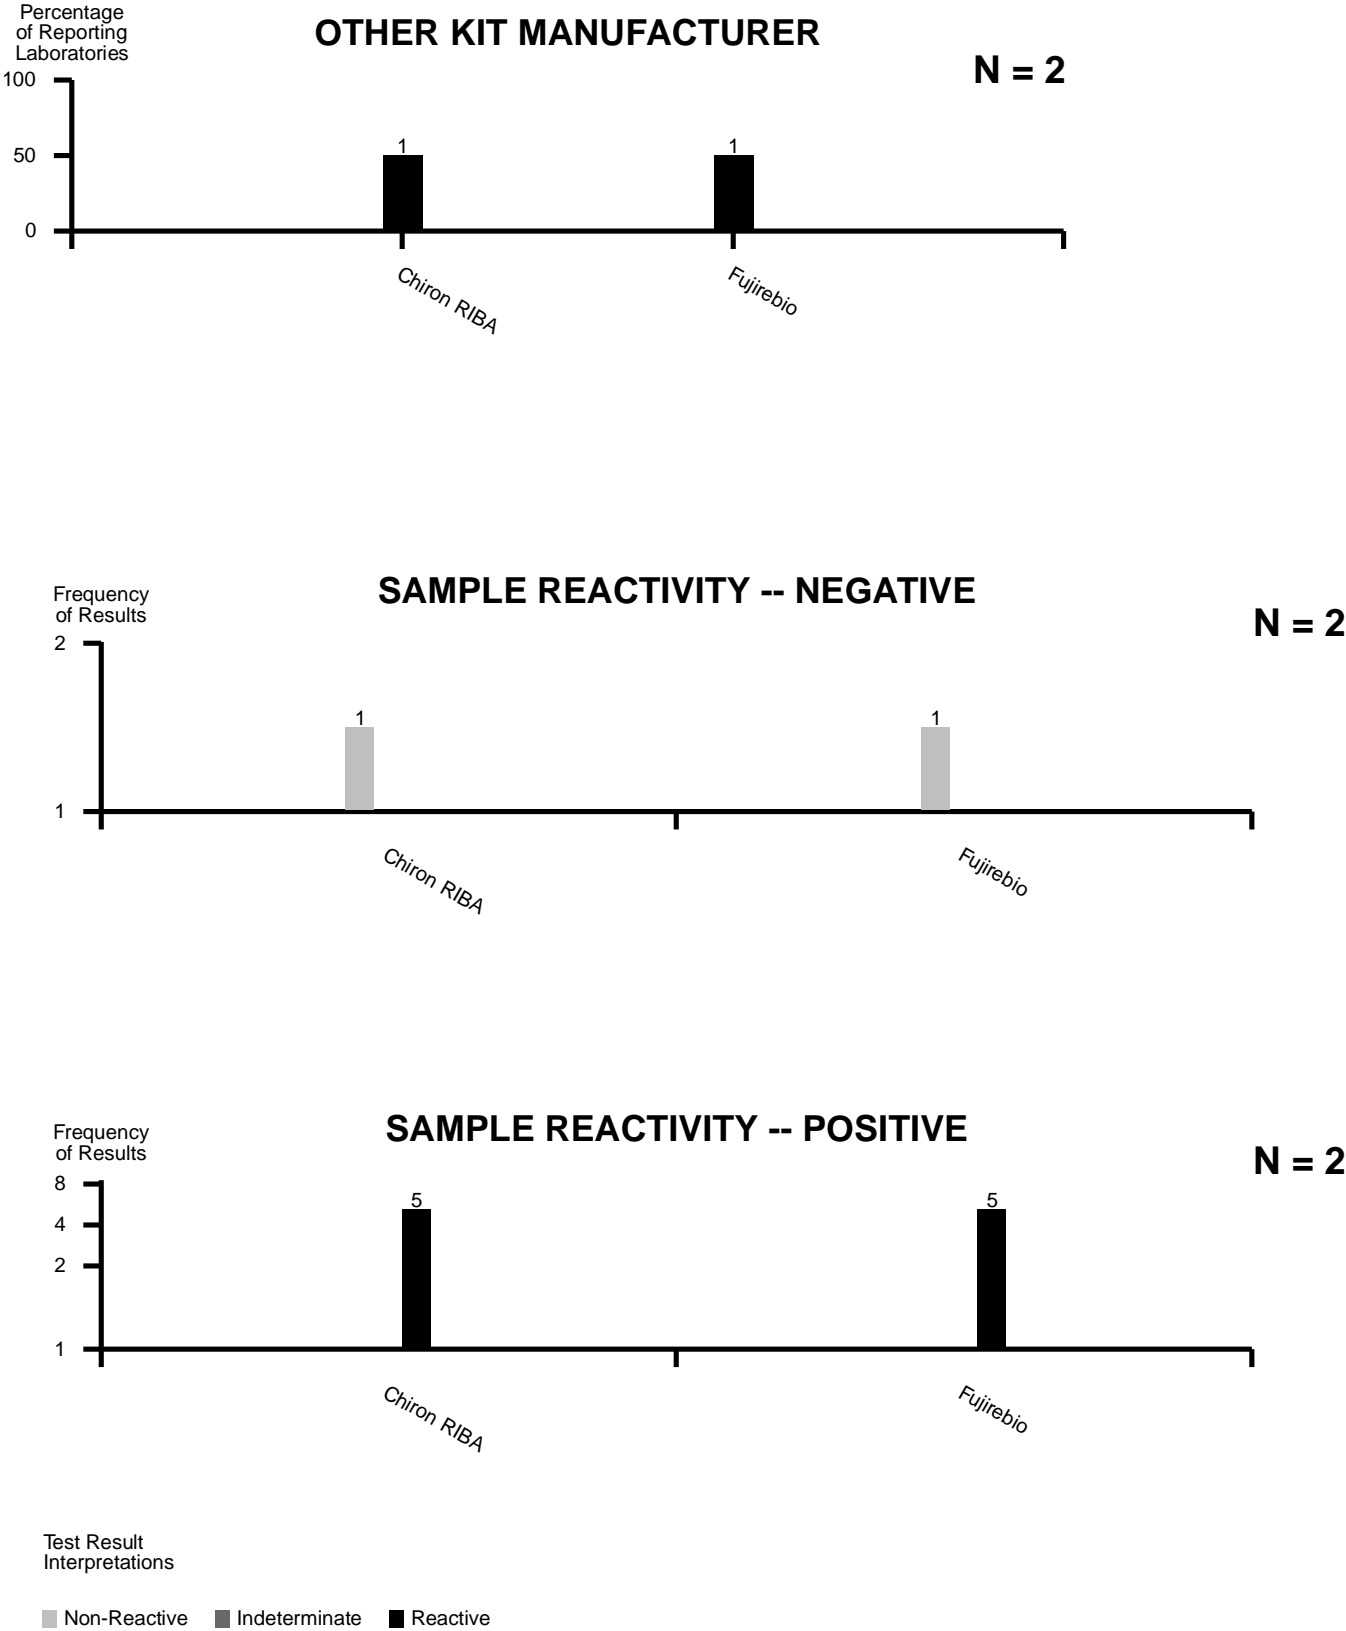 Percentage
of Reporting
Laboratories
OTHER KIT MANUFACTURER
N = 2
100
50
0
1
1
Chiron RIBA
Fujirebio
Frequency
of Results
SAMPLE REACTIVITY -- NEGATIVE
N = 2
2
1
1
1
Chiron RIBA
Fujirebio
Frequency
of Results
SAMPLE REACTIVITY -- POSITIVE
N = 2
8
4
2
1
5
5
Chiron RIBA
Fujirebio
Test Result
Interpretations
Non-Reactive Indeterminate Reactive